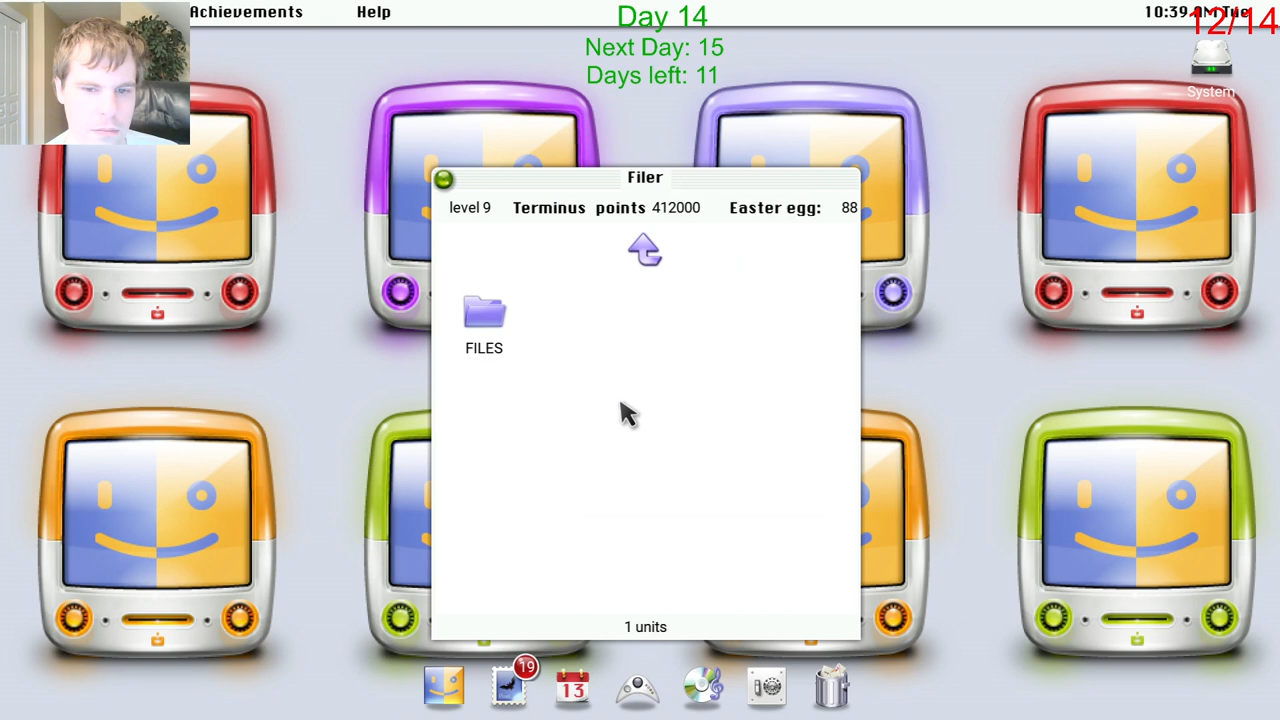 Achievements Help
Day 14
10:39 AM Tue
12/14
Next Day: 15
Days left: 11
System
Filer
level 9 Terminus points 412000 Easter egg: 88
FILES
1 units
19
13